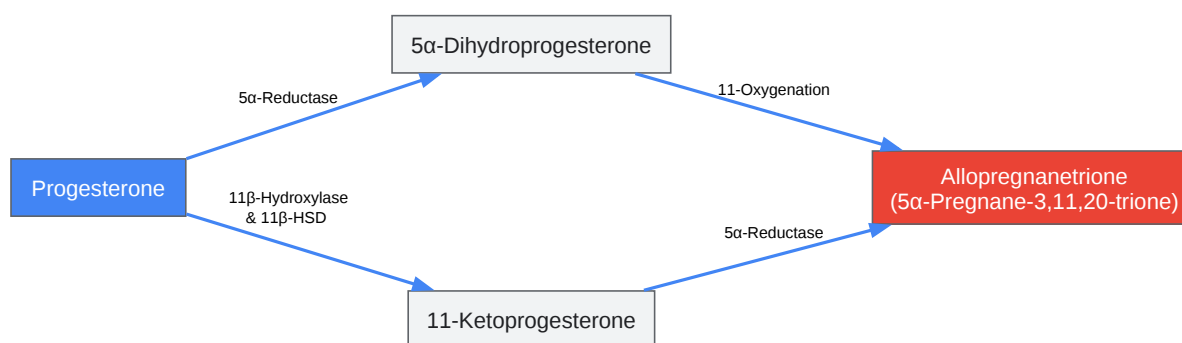 5α-Dihydroprogesterone
5α-Reductase
11-Oxygenation
Progesterone
11β-Hydroxylase
& 11β-HSD
Allopregnanetrione
(5α-Pregnane-3,11,20-trione)
5α-Reductase
11-Ketoprogesterone